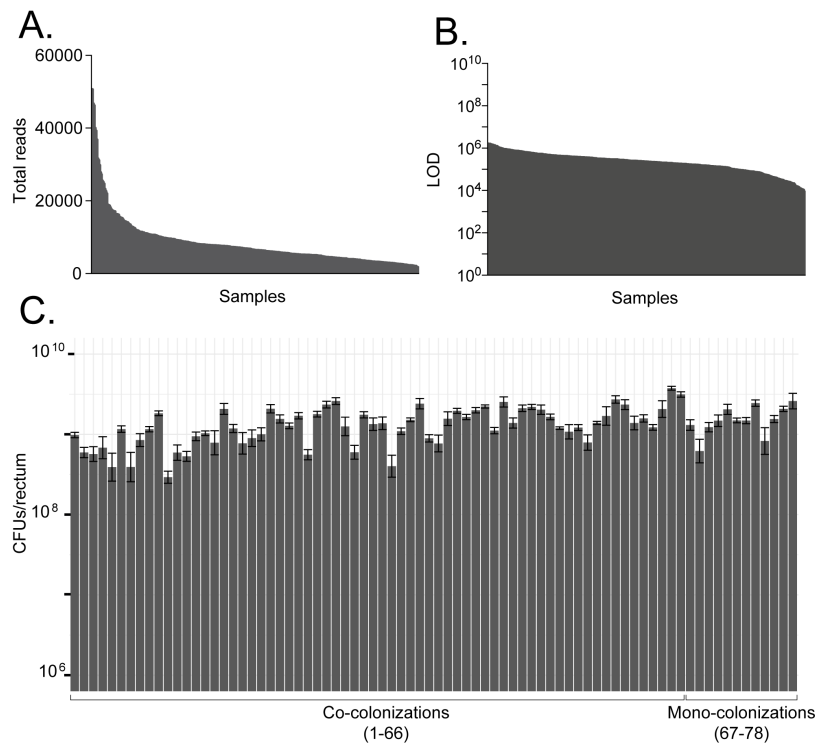 A.
60000
40000
20000
0
Total reads
Samples
B.
10^10
10^8
10^6
10^4
10^2
10^0
LOD
Samples
C.
10^10
10^8
10^6
CFUs/rectum
Co-colonizations
(1-66)
Mono-colonizations
(67-78)